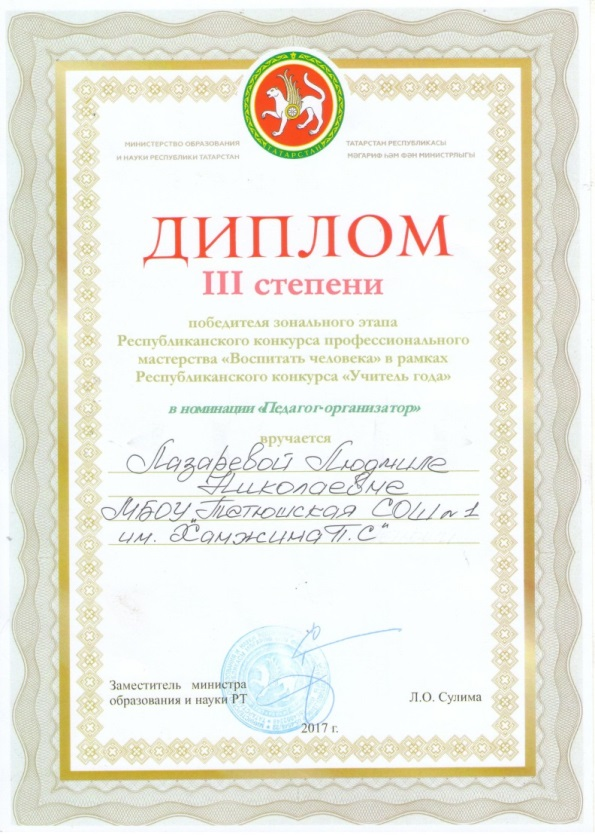 ТАТАРСТАН
МИНИСТЕРСТВО ОБРАЗОВАНИЯ
И НАУКИ РЕСПУБЛИКИ ТАТАРСТАН
ТАТАРСТАН РЕСПУБЛИКАСЫ
МӘГАРИФ ҺӘМ ФӘН МИНИСТРЛЫГЫ
ДИПЛОМ
III степени
победителя зонального этапа
Республиканского конкурса профессионального
мастерства «Воспитать человека» в рамках
Республиканского конкурса «Учитель года»
в номинации «Педагог-организатор»
вручается
Лазаревой Людмиле
Николаевне
МБОУ "Тетюшская СОШ №1
им. Ханжина П.С"
Заместитель министра
образования и науки РТ
Л.О. Сулима
2017 г.